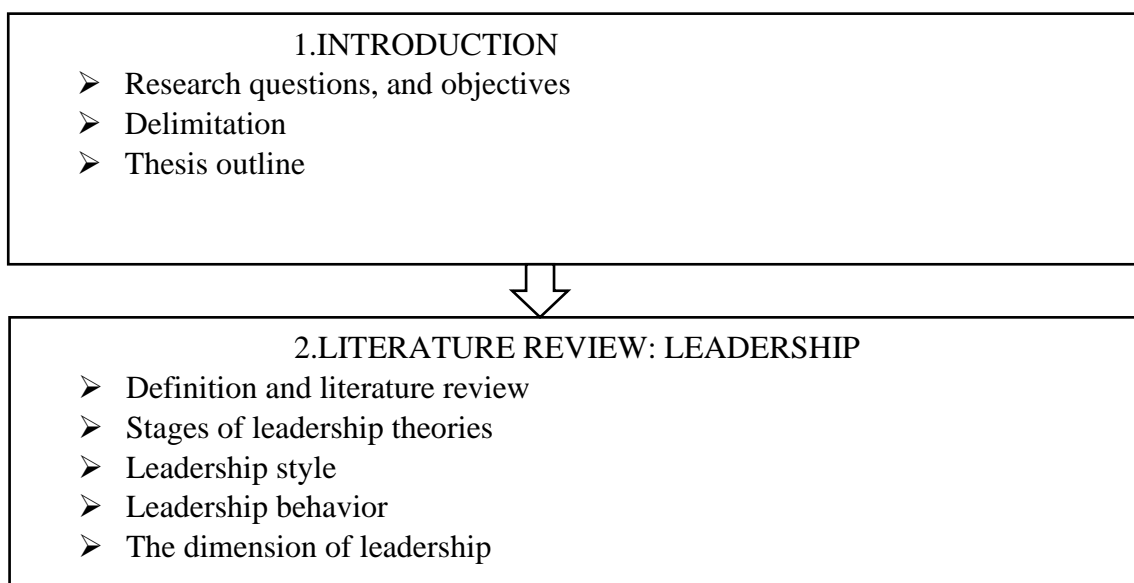 1.INTRODUCTION
➢ Research questions, and objectives
➢ Delimitation
➢ Thesis outline
2.LITERATURE REVIEW: LEADERSHIP
➢ Definition and literature review
➢ Stages of leadership theories
➢ Leadership style
➢ Leadership behavior
➢ The dimension of leadership